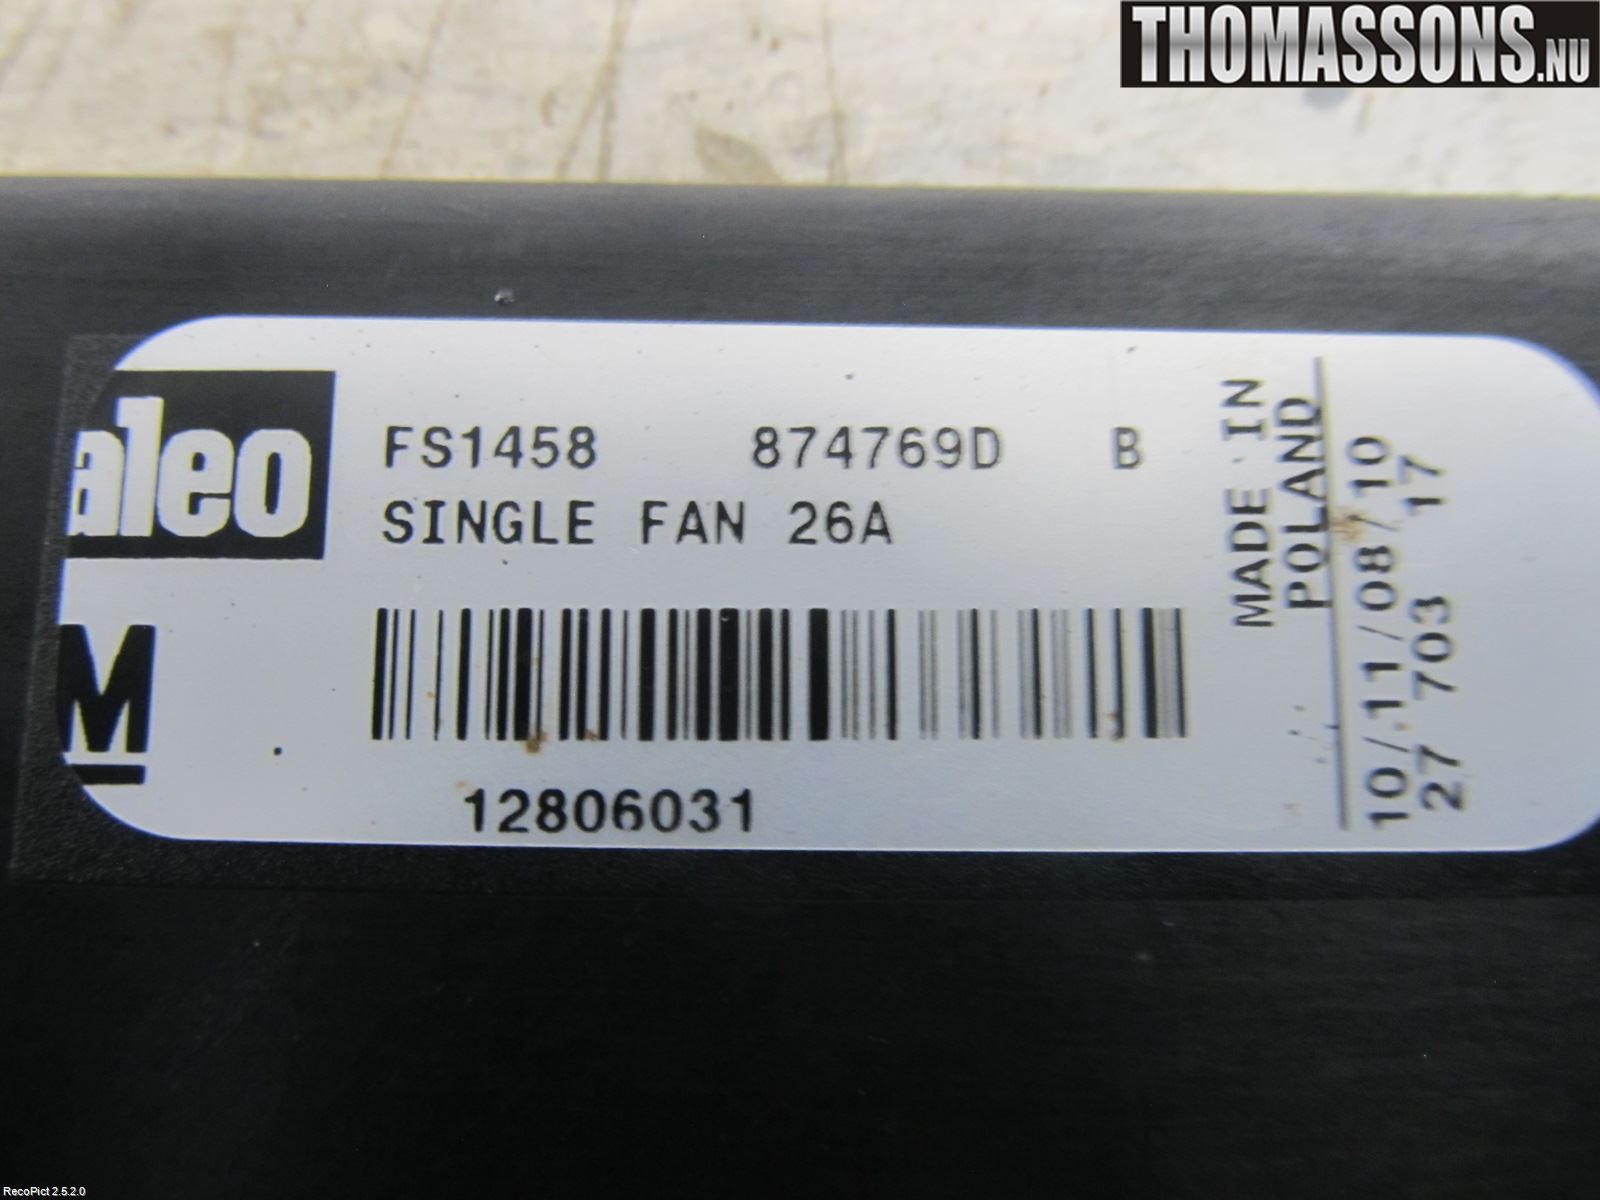 THOMASSONS.NU
aleo
FS1458 874769D B
SINGLE FAN 26A
M
12806031
MADE IN
POLAND
10/11/08/10
27 703 17
RecoPict 2.5.2.0